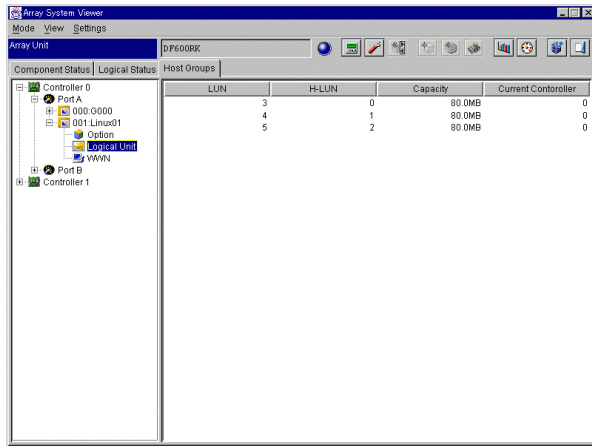 Array System Viewer
Mode View Settings
Array Unit
DF600RK
Component Status Logical Status Host Groups
Controller 0
Port A
000:G000
001:Linux01
Option
Logical Unit
WWN
Port B
Controller 1
LUN H-LUN Capacity Current Contoroller
3 0 80.0MB 0
4 1 80.0MB 0
5 2 80.0MB 0